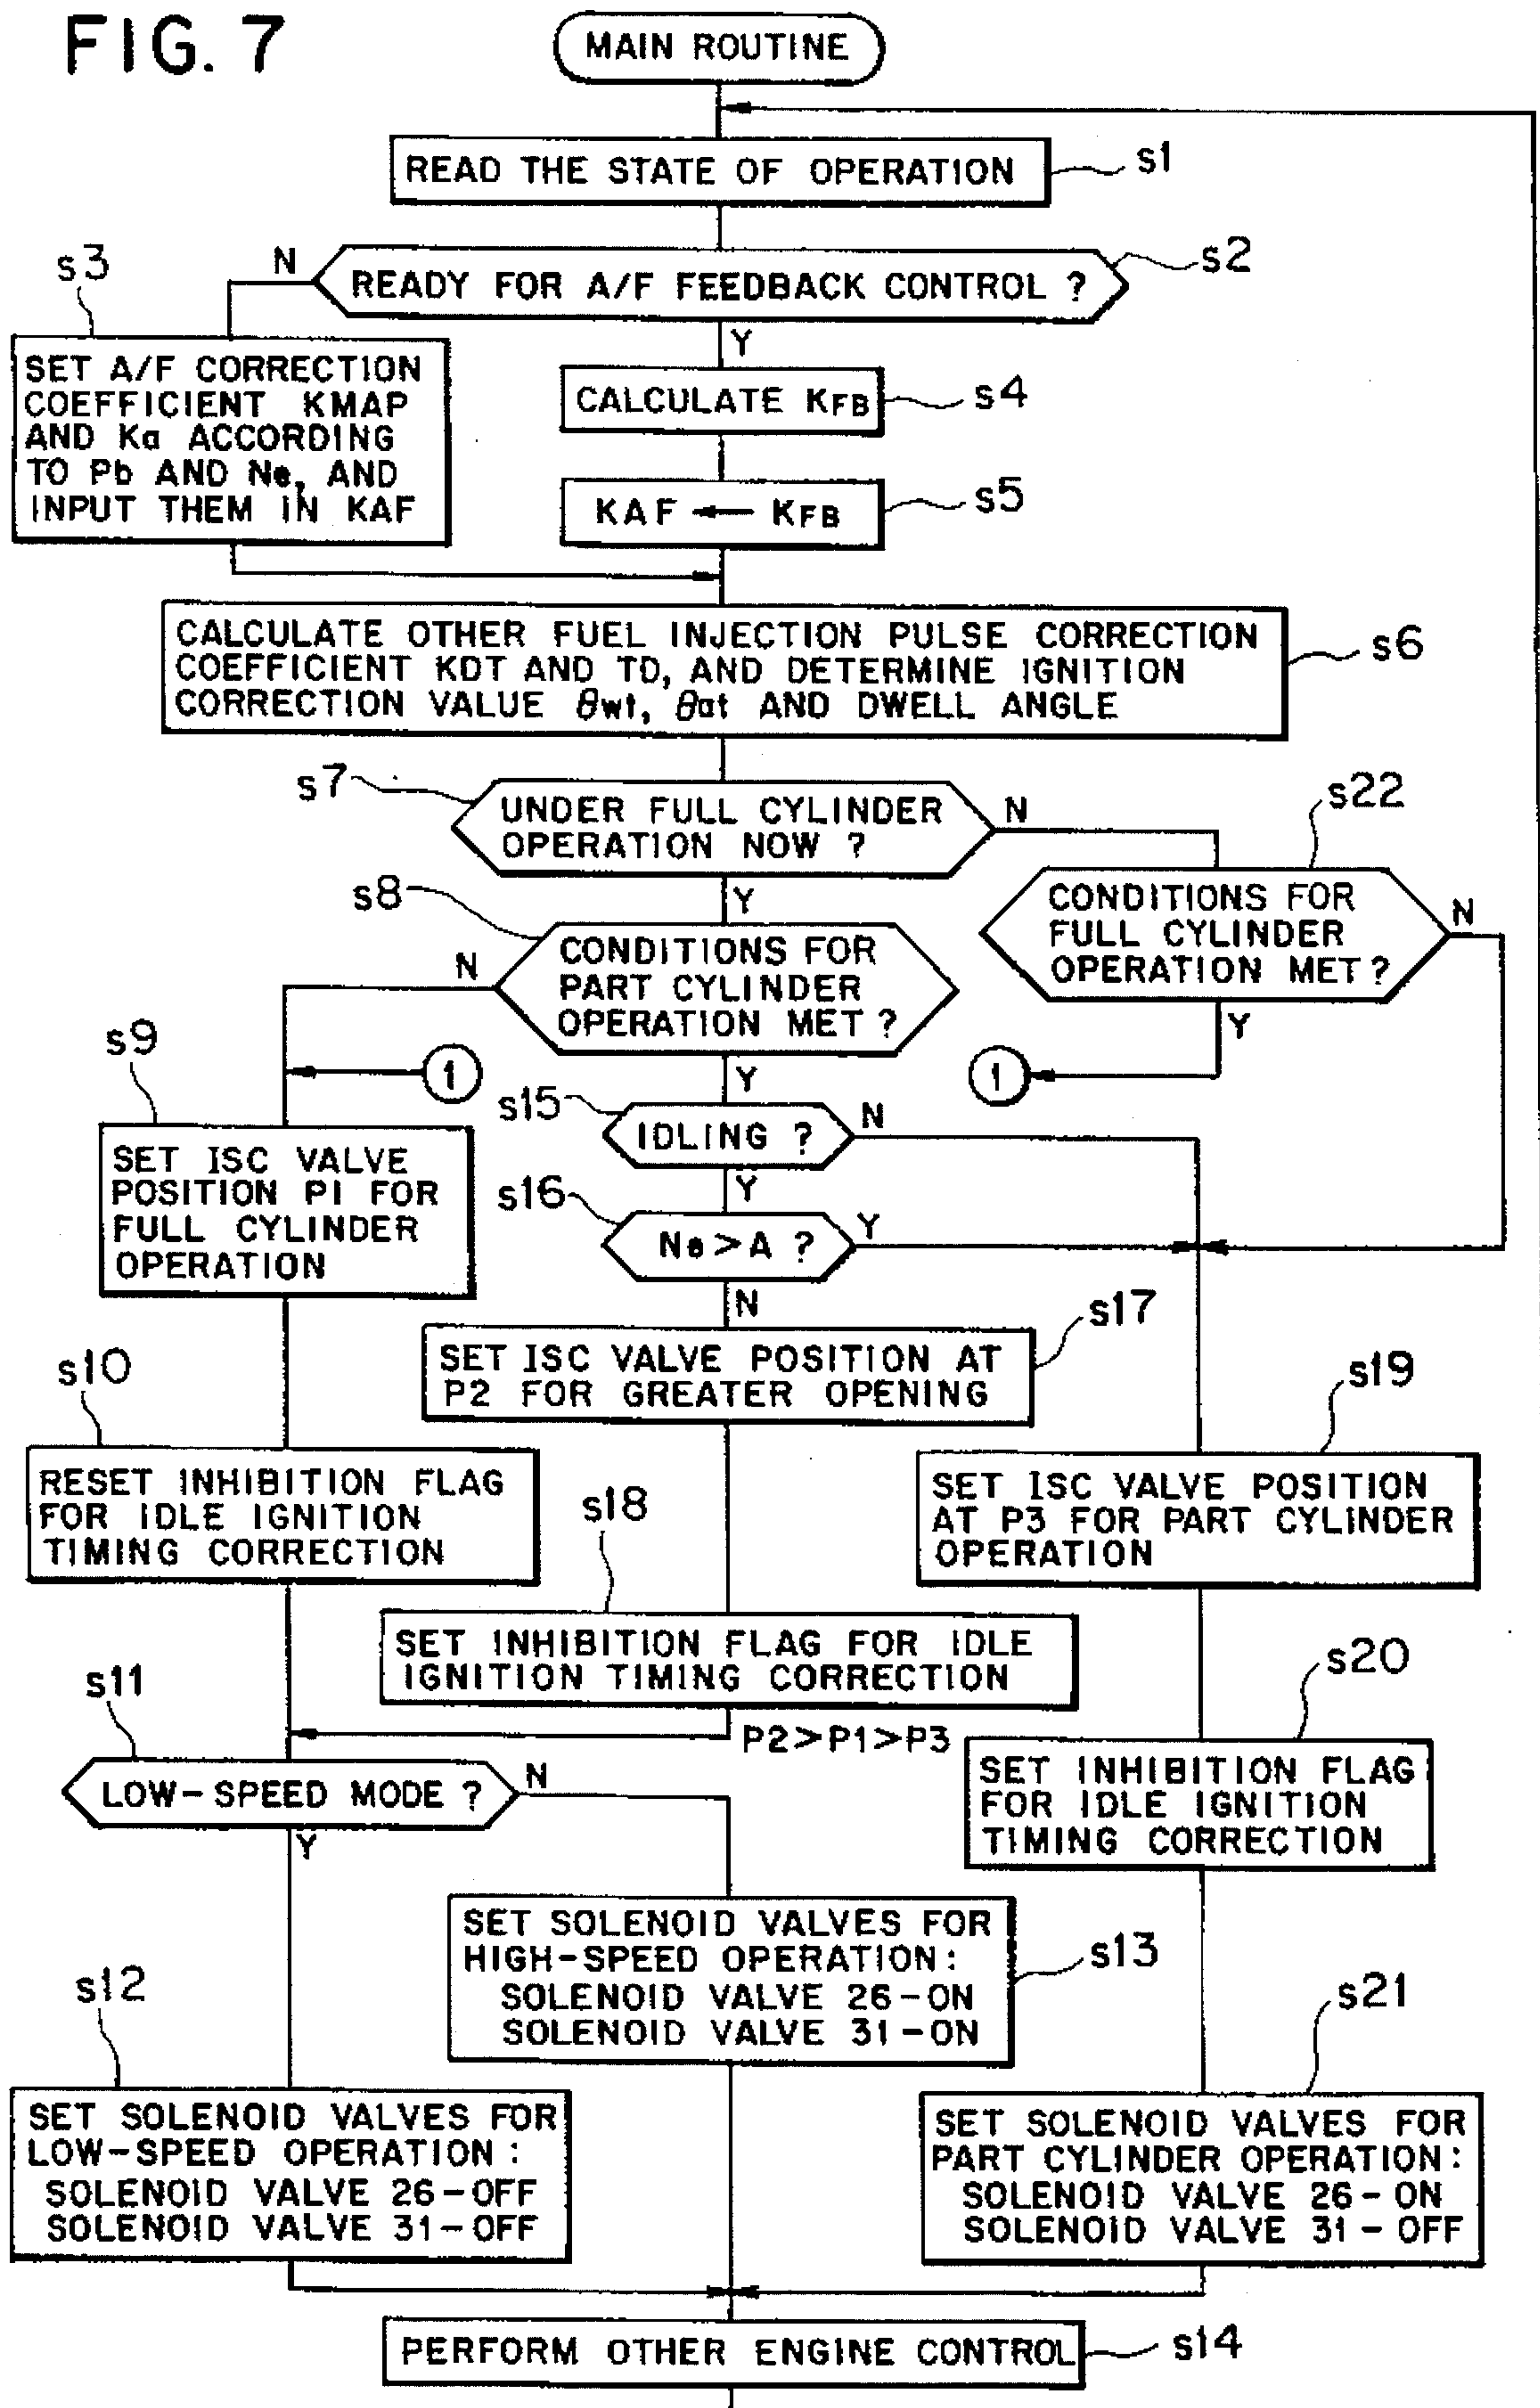 FIG. 7
MAIN ROUTINE
READ THE STATE OF OPERATION
s1
READY FOR A/F FEEDBACK CONTROL ?
s2
N
Y
s3
SET A/F CORRECTION
COEFFICIENT KMAP
AND Ka ACCORDING
TO Pb AND Ne, AND
INPUT THEM IN KAF
CALCULATE KFB
s4
KAF ← KFB
s5
CALCULATE OTHER FUEL INJECTION PULSE CORRECTION
COEFFICIENT KDT AND TD, AND DETERMINE IGNITION
CORRECTION VALUE θwt, θat AND DWELL ANGLE
s6
s7
UNDER FULL CYLINDER
OPERATION NOW ?
N
Y
s22
CONDITIONS FOR
FULL CYLINDER
OPERATION MET ?
N
Y
1
s8
CONDITIONS FOR
PART CYLINDER
OPERATION MET ?
N
Y
1
s9
SET ISC VALVE
POSITION P1 FOR
FULL CYLINDER
OPERATION
s15
IDLING ?
N
Y
s16
Ne > A ?
Y
N
s17
SET ISC VALVE POSITION AT
P2 FOR GREATER OPENING
s10
RESET INHIBITION FLAG
FOR IDLE IGNITION
TIMING CORRECTION
s19
SET ISC VALVE POSITION
AT P3 FOR PART CYLINDER
OPERATION
s18
SET INHIBITION FLAG FOR IDLE
IGNITION TIMING CORRECTION
P2 > P1 > P3
s20
SET INHIBITION FLAG
FOR IDLE IGNITION
TIMING CORRECTION
s11
LOW-SPEED MODE ?
N
Y
SET SOLENOID VALVES FOR
HIGH-SPEED OPERATION :
SOLENOID VALVE 26-ON
SOLENOID VALVE 31-ON
s13
s12
SET SOLENOID VALVES FOR
LOW-SPEED OPERATION :
SOLENOID VALVE 26-OFF
SOLENOID VALVE 31-OFF
s21
SET SOLENOID VALVES FOR
PART CYLINDER OPERATION :
SOLENOID VALVE 26-ON
SOLENOID VALVE 31-OFF
PERFORM OTHER ENGINE CONTROL
s14